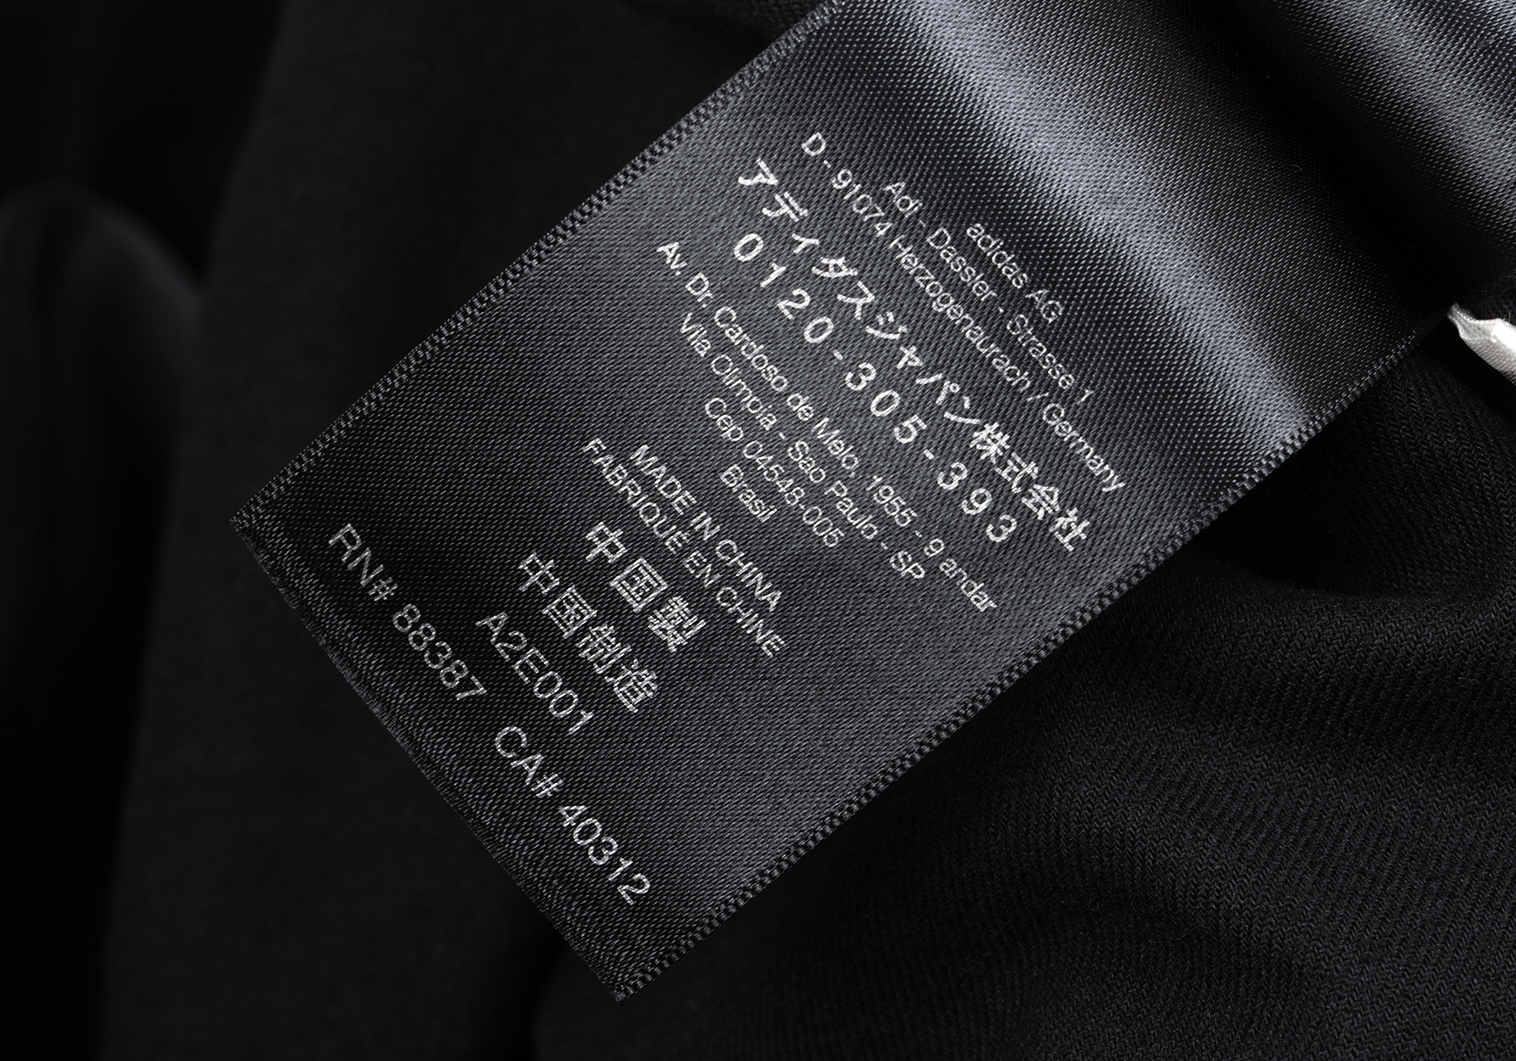 adidas AG
Adi - Dassler - Strasse 1
D - 91074 Herzogenaurach / Germany
アディダスジャパン株式会社
0120-305-393
Av. Dr. Cardoso de Melo, 1955 - 9 andar
Vila Olimoia - Sao Paulo - SP
Cep 04548-005
Brasil
MADE IN CHINA
FABRIQUÉ EN CHINE
中国製
中国制造
A2E001
RN# 88387 CA# 40312